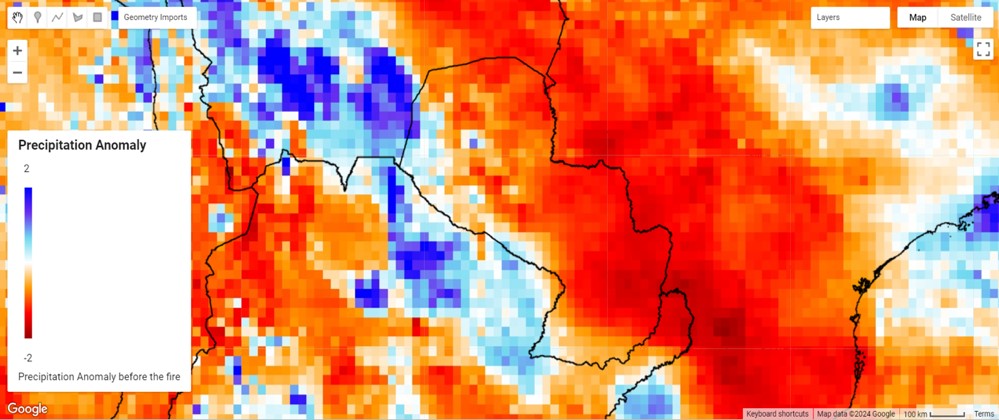 Geometry Imports
Layers
Map
Satellite
+
−
Precipitation Anomaly
2
-2
Precipitation Anomaly before the fire
Google
Keyboard shortcuts
Map data ©2024 Google
100 km
Terms